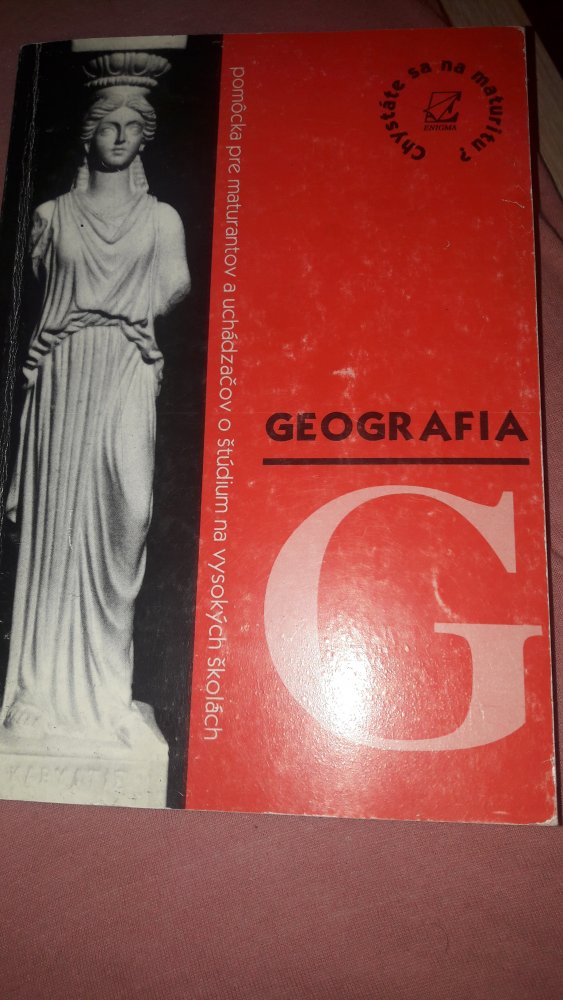 Chystáte sa na maturitu?
ENIGMA
pomôcka pre maturantov a uchádzačov o štúdium na vysokých školách
GEOGRAFIA
G